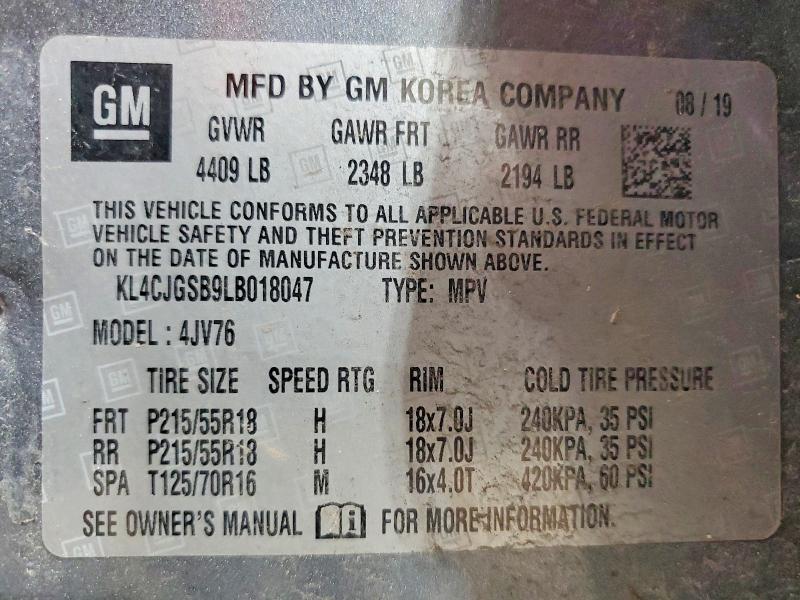 GM
MFD BY GM KOREA COMPANY 08 / 19
GVWR GAWR FRT GAWR RR
4409 LB 2348 LB 2194 LB
THIS VEHICLE CONFORMS TO ALL APPLICABLE U.S. FEDERAL MOTOR
VEHICLE SAFETY AND THEFT PREVENTION STANDARDS IN EFFECT
ON THE DATE OF MANUFACTURE SHOWN ABOVE.
KL4CJGSB9LB018047 TYPE: MPV
MODEL : 4JV76
TIRE SIZE SPEED RTG RIM COLD TIRE PRESSURE
FRT P215/55R18 H 18x7.0J 240KPA, 35 PSI
RR P215/55R18 H 18x7.0J 240KPA, 35 PSI
SPA T125/70R16 M 16x4.0T 420KPA, 60 PSI
SEE OWNER'S MANUAL i FOR MORE INFORMATION.